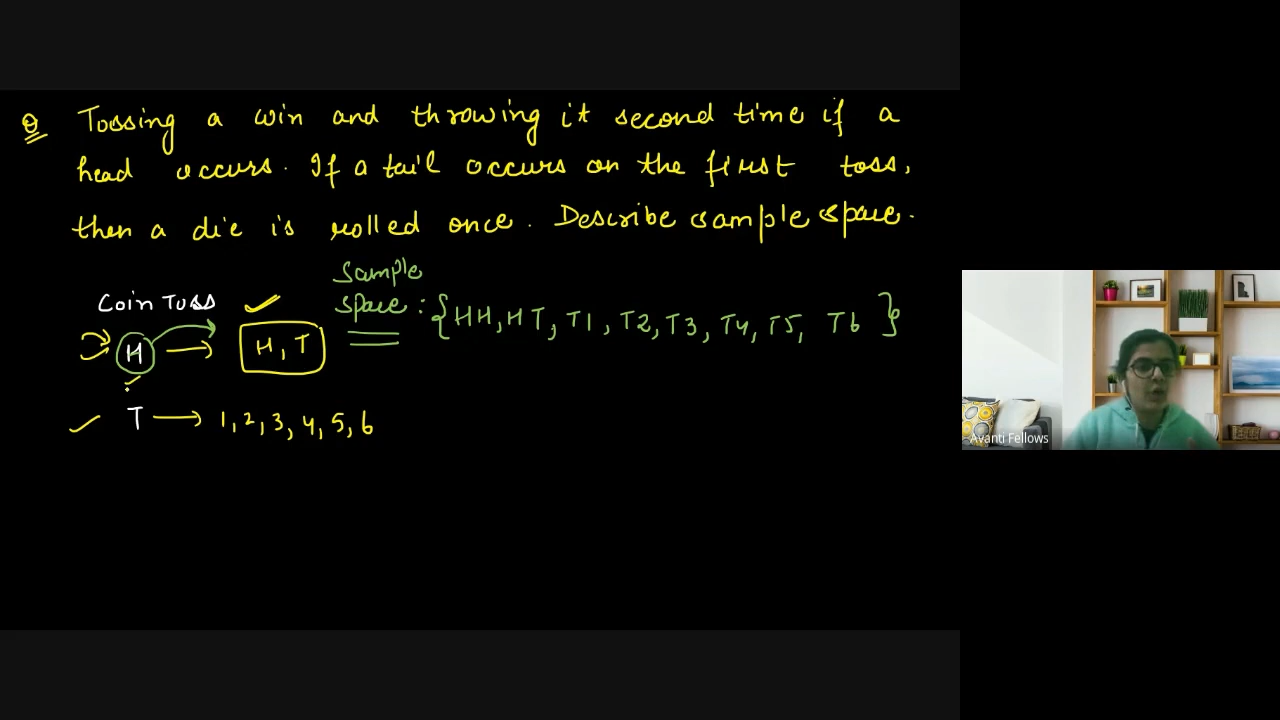 Q Tossing a coin and throwing it second time if a
head occurs. If a tail occurs on the first toss,
then a die is rolled once. Describe sample space.
Sample
space: {HH, HT, T1, T2, T3, T4, T5, T6}
Coin Toss
H → H, T
T → 1, 2, 3, 4, 5, 6
Avanti Fellows